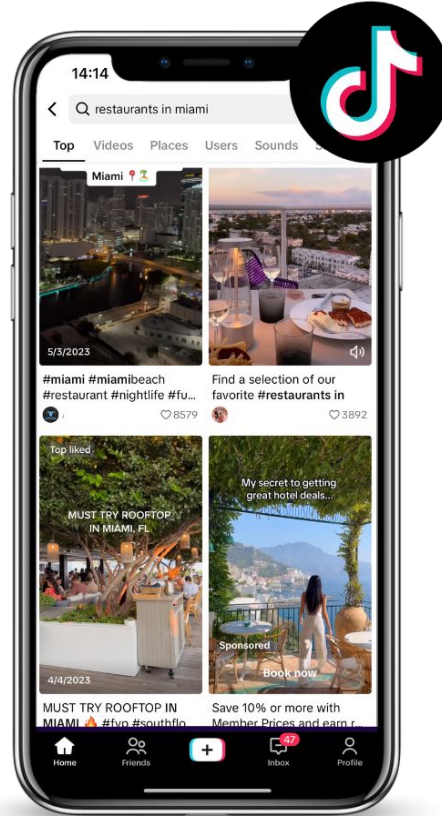 14:14
restaurants in miami
Top Videos Places Users Sounds
Miami 📍🏝️
5/3/2023
#miami #miamibeach
#restaurant #nightlife #fu...
8579
Find a selection of our
favorite #restaurants in
3892
Top liked
MUST TRY ROOFTOP
IN MIAMI, FL
4/4/2023
MUST TRY ROOFTOP IN
MIAMI 🔥 #fyp #southflo
My secret to getting
great hotel deals...
Sponsored
Book now
Save 10% or more with
Member Prices and earn r...
Home Friends 47 Inbox Profile